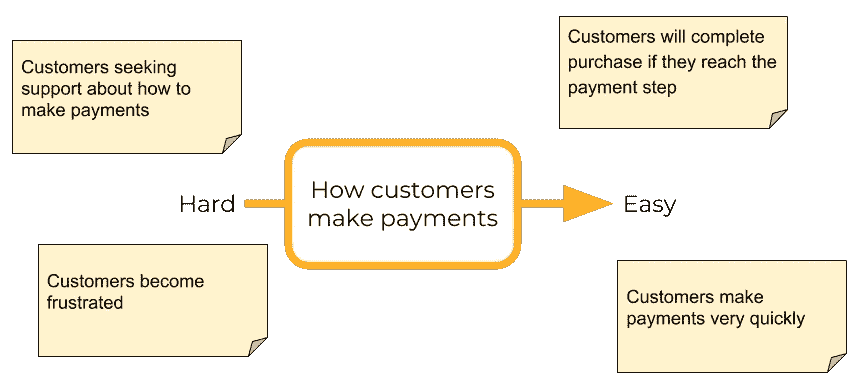 Customers seeking
support about how to
make payments
Customers will complete
purchase if they reach the
payment step
Hard
How customers
make payments
Easy
Customers become
frustrated
Customers make
payments very quickly